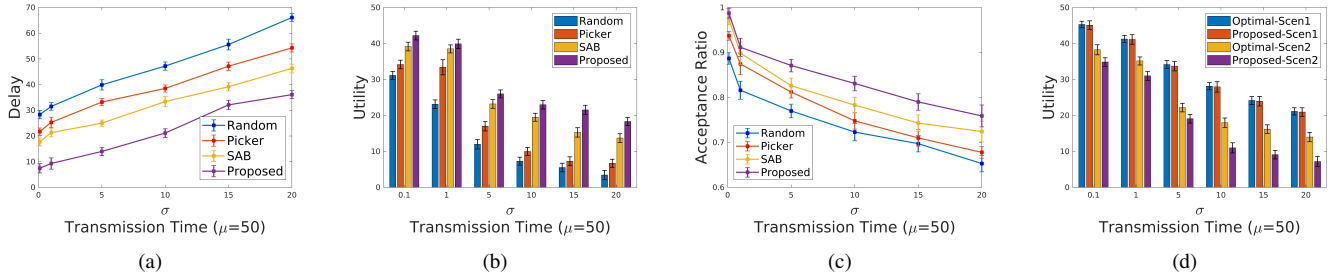 70
60
50
40
30
20
10
0
Delay
Random
Picker
SAB
Proposed
0 5 10 15 20
σ
Transmission Time (μ=50)
(a)
50
40
30
20
10
0
Utility
Random
Picker
SAB
Proposed
0.1 1 5 10 15 20
σ
Transmission Time (μ=50)
(b)
1
0.9
0.8
0.7
0.6
Acceptance Ratio
Random
Picker
SAB
Proposed
0 5 10 15 20
σ
Transmission Time (μ=50)
(c)
50
40
30
20
10
0
Utility
Optimal-Scen1
Proposed-Scen1
Optimal-Scen2
Proposed-Scen2
0.1 1 5 10 15 20
σ
Transmission Time (μ=50)
(d)